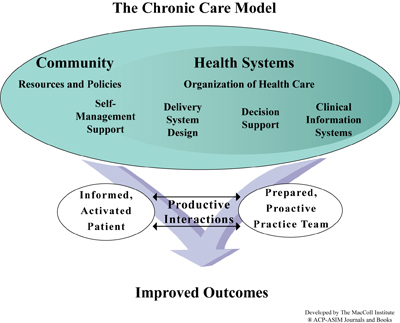 The Chronic Care Model
Community
Health Systems
Resources and Policies
Organization of Health Care
Self-
Management
Support
Delivery
System
Design
Decision
Support
Clinical
Information
Systems
Informed,
Activated
Patient
Productive
Interactions
Prepared,
Proactive
Practice Team
Improved Outcomes
Developed by The MacColl Institute
® ACP-ASIM Journals and Books